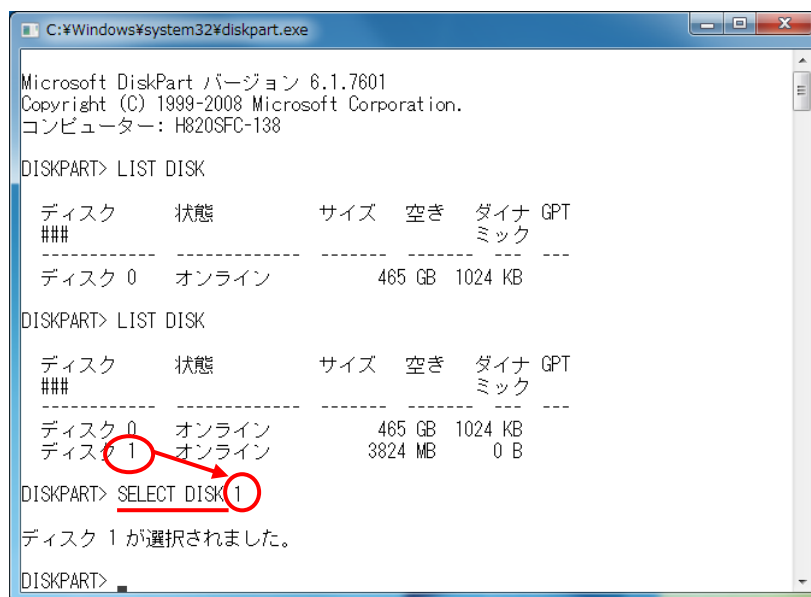 C:¥Windows¥system32¥diskpart.exe
Microsoft DiskPart バージョン 6.1.7601
Copyright (C) 1999-2008 Microsoft Corporation.
コンピューター: H820SFC-138
DISKPART> LIST DISK
ディスク 状態 サイズ 空き ダイナ GPT
### ミック
------------ ------------- ------- ------- --- ---
ディスク 0 オンライン 465 GB 1024 KB
DISKPART> LIST DISK
ディスク 状態 サイズ 空き ダイナ GPT
### ミック
------------ ------------- ------- ------- --- ---
ディスク 0 オンライン 465 GB 1024 KB
ディスク 1 オンライン 3824 MB 0 B
DISKPART> SELECT DISK 1
ディスク 1 が選択されました。
DISKPART> _